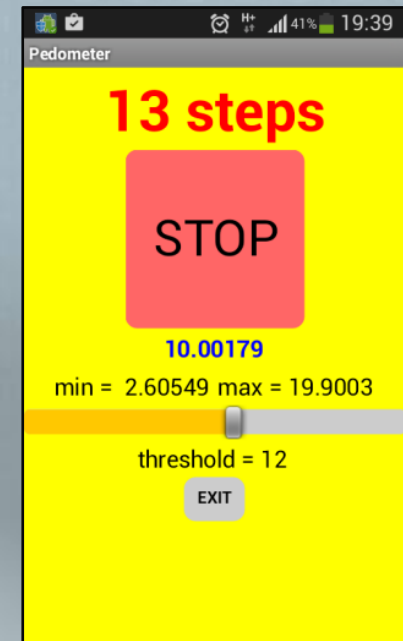 H+ 41% 19:39
Pedometer
13 steps
STOP
10.00179
min = 2.60549 max = 19.9003
threshold = 12
EXIT